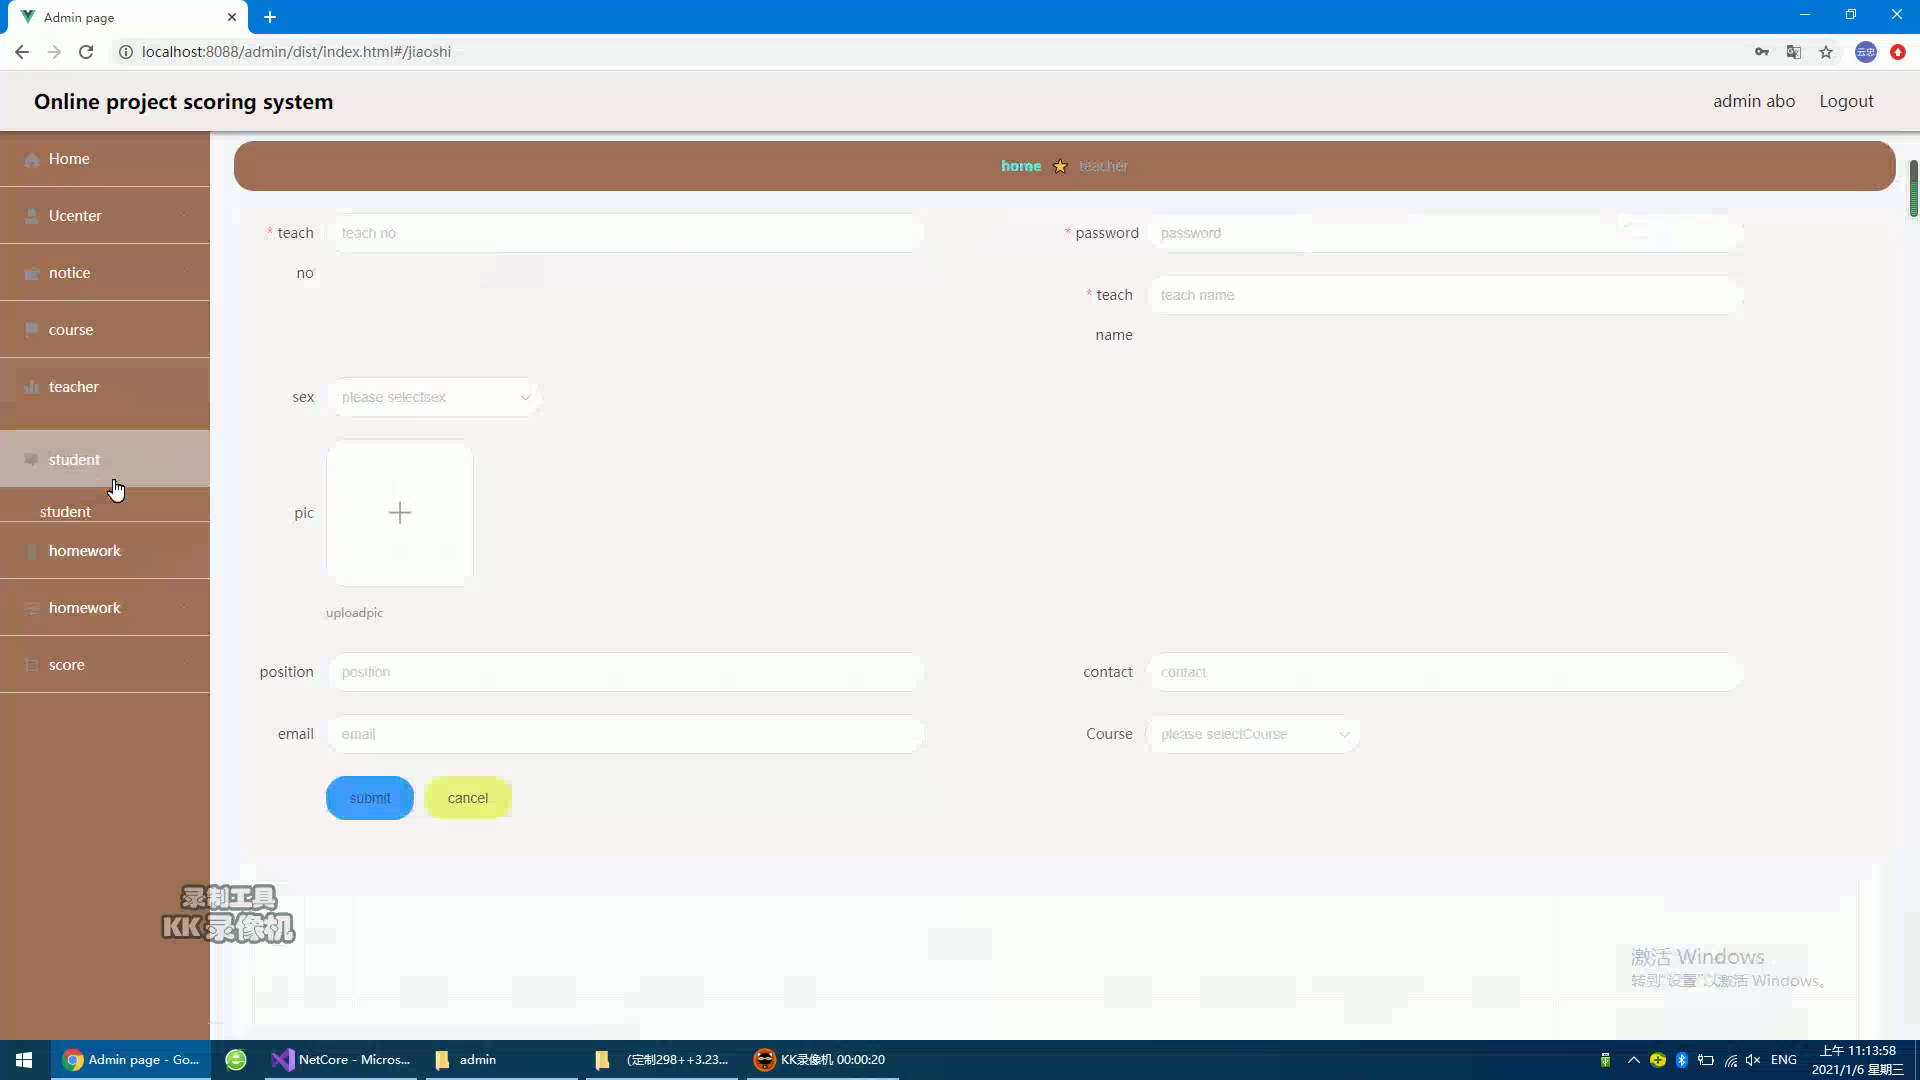 Admin page
localhost:8088/admin/dist/index.html#/jiaoshi
云忠
Online project scoring system
admin abo
Logout
Home
Ucenter
notice
course
teacher
student
student
homework
homework
score
home
teacher
* teach no
teach no
* password
password
* teach name
teach name
sex
please selectsex
pic
uploadpic
position
position
contact
contact
email
email
Course
please selectCourse
submit
cancel
录制工具
KK 录像机
激活 Windows
转到"设置"以激活 Windows。
Admin page - Go...
NetCore - Micros...
admin
(定制298++3.23...
KK录像机 00:00:20
ENG
上午 11:13:58
2021/1/6 星期三